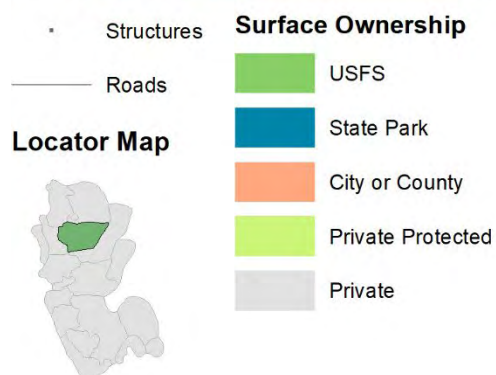 Structures
Roads
Locator Map
Surface Ownership
USFS
State Park
City or County
Private Protected
Private